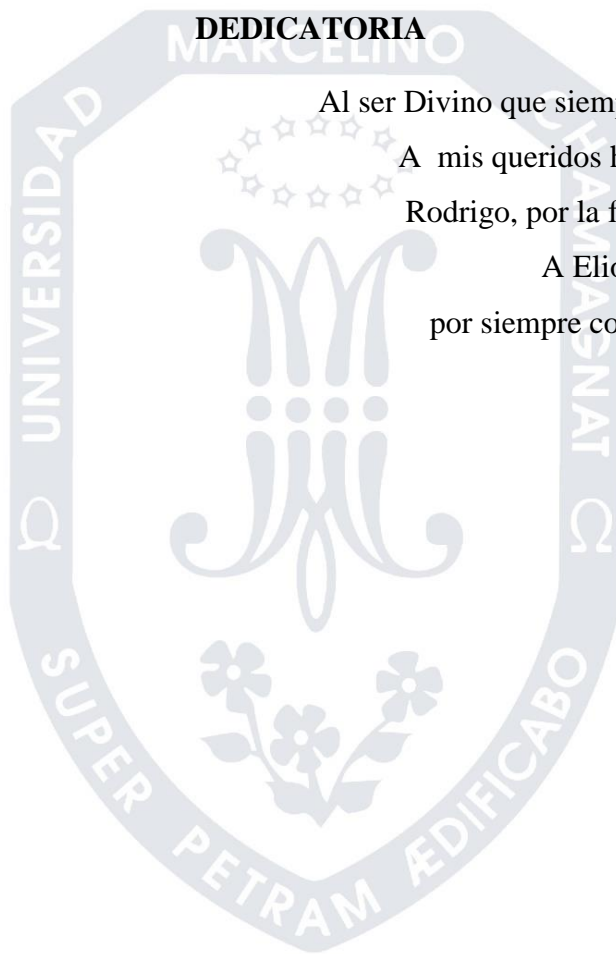 DEDICATORIA
Al ser Divino que siem
A mis queridos
Rodrigo, por la
A Elio
por siempre co
UNIVERSIDAD MARCELINO CHAMPAGNAT
SUPER PETRAM ÆDIFICABO
Ω Ω